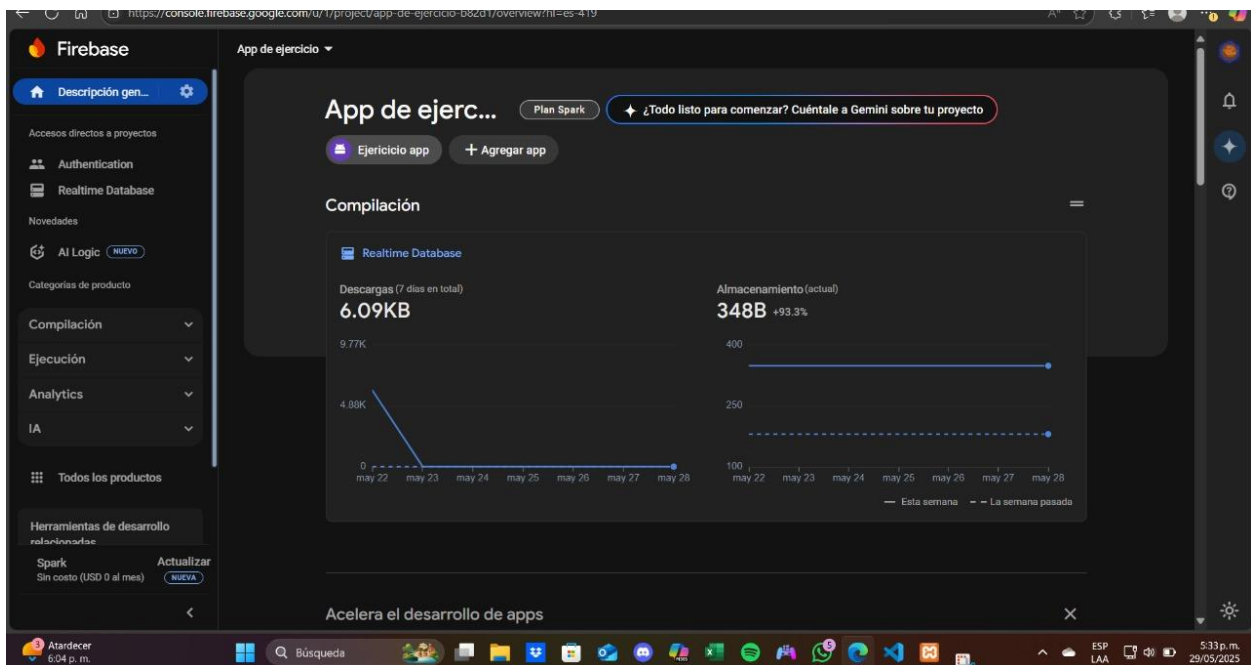 https://console.firebase.google.com/u/1/project/app-de-ejercicio-b82d1/overview?hl=es-419
Firebase
App de ejercicio
Descripción gen...
Accesos directos a proyectos
Authentication
Realtime Database
Novedades
AI Logic NUEVO
Categorías de producto
Compilación
Ejecución
Analytics
IA
Todos los productos
Herramientas de desarrollo
relacionadas
Spark Actualizar
Sin costo (USD 0 al mes) NUEVA
App de ejerc... Plan Spark ¿Todo listo para comenzar? Cuéntale a Gemini sobre tu proyecto
Ejericicio app + Agregar app
Compilación
Realtime Database
Descargas (7 días en total)
6.09KB
9.77K
4.88K
0
may 22 may 23 may 24 may 25 may 26 may 27 may 28
Almacenamiento (actual)
348B +93.3%
400
250
100
may 22 may 23 may 24 may 25 may 26 may 27 may 28
Esta semana La semana pasada
Acelera el desarrollo de apps
3 Atardecer
6:04 p. m.
Búsqueda
ESP
LAA
5:33 p. m.
29/05/2025